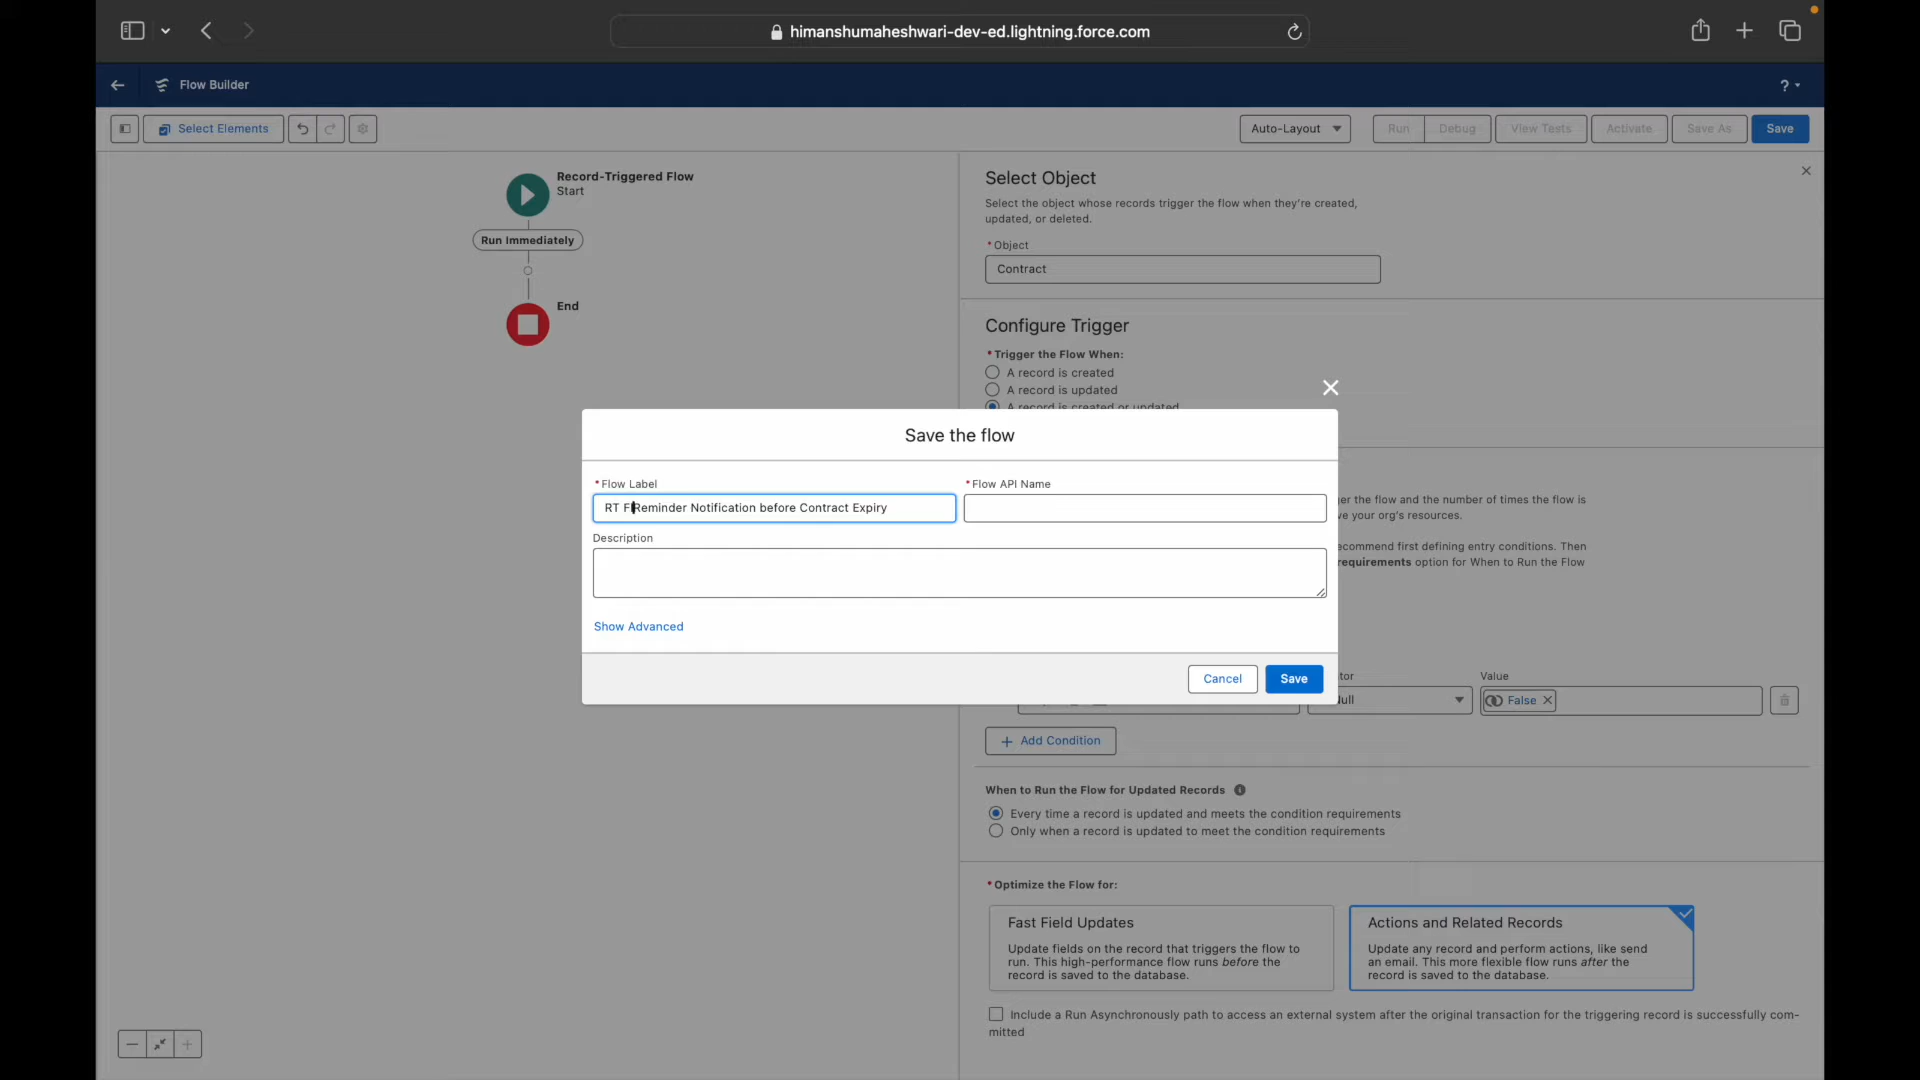 himanshumaheshwari-dev-ed.lightning.force.com
Flow Builder
?
Select Elements
Auto-Layout
Run
Debug
View Tests
Activate
Save As
Save
Record-Triggered Flow
Start
Run Immediately
End
Select Object
Select the object whose records trigger the flow when they're created,
updated, or deleted.
* Object
Contract
Configure Trigger
* Trigger the Flow When:
A record is created
A record is updated
A record is created or updated
Save the flow
* Flow Label
RT FlReminder Notification before Contract Expiry
* Flow API Name
Description
Show Advanced
Cancel
Save
er the flow and the number of times the flow is
ve your org's resources.
ecommend first defining entry conditions. Then
requirements option for When to Run the Flow
tor
Value
Null
False
+ Add Condition
When to Run the Flow for Updated Records
Every time a record is updated and meets the condition requirements
Only when a record is updated to meet the condition requirements
* Optimize the Flow for:
Fast Field Updates
Update fields on the record that triggers the flow to
run. This high-performance flow runs before the
record is saved to the database.
Actions and Related Records
Update any record and perform actions, like send
an email. This more flexible flow runs after the
record is saved to the database.
Include a Run Asynchronously path to access an external system after the original transaction for the triggering record is successfully com-
mitted